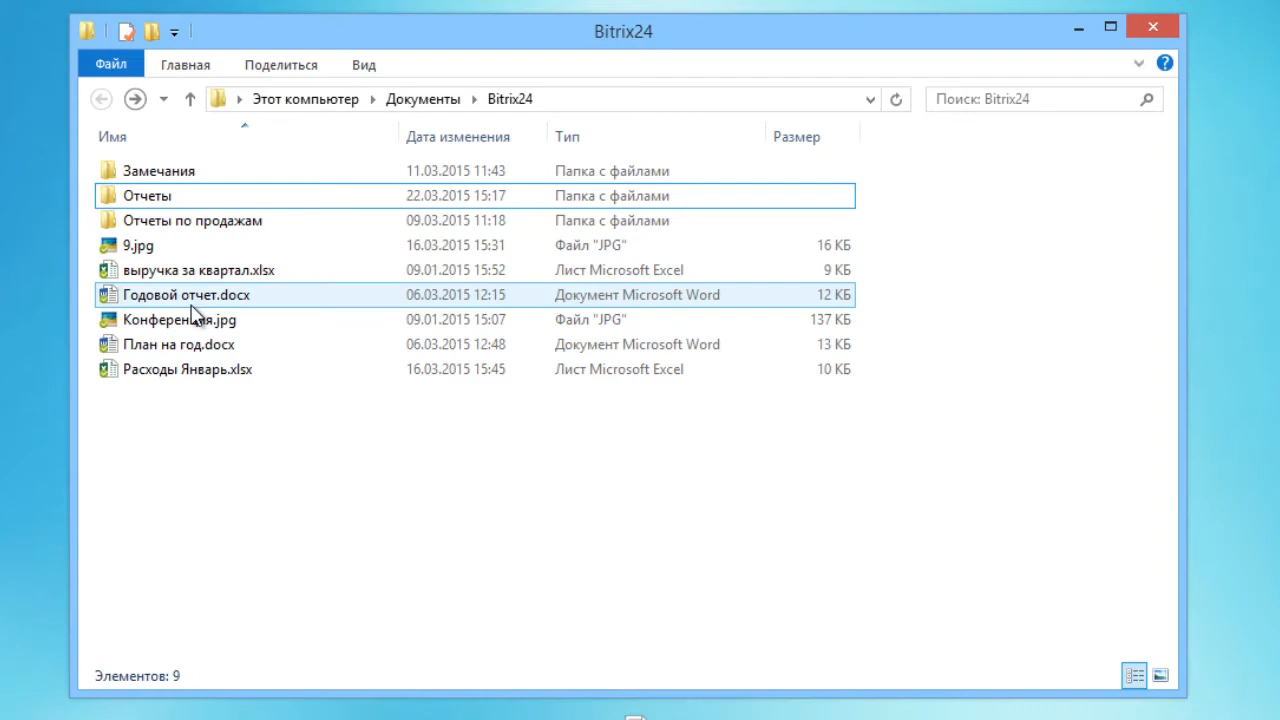 Bitrix24
Файл Главная Поделиться Вид ?
Этот компьютер Документы Bitrix24 Поиск: Bitrix24
Имя Дата изменения Тип Размер
Замечания 11.03.2015 11:43 Папка с файлами
Отчеты 22.03.2015 15:17 Папка с файлами
Отчеты по продажам 09.03.2015 11:18 Папка с файлами
9.jpg 16.03.2015 15:31 Файл "JPG" 16 КБ
выручка за квартал.xlsx 09.01.2015 15:52 Лист Microsoft Excel 9 КБ
Годовой отчет.docx 06.03.2015 12:15 Документ Microsoft Word 12 КБ
Конференция.jpg 09.01.2015 15:07 Файл "JPG" 137 КБ
План на год.docx 06.03.2015 12:48 Документ Microsoft Word 13 КБ
Расходы Январь.xlsx 16.03.2015 15:45 Лист Microsoft Excel 10 КБ
Элементов: 9